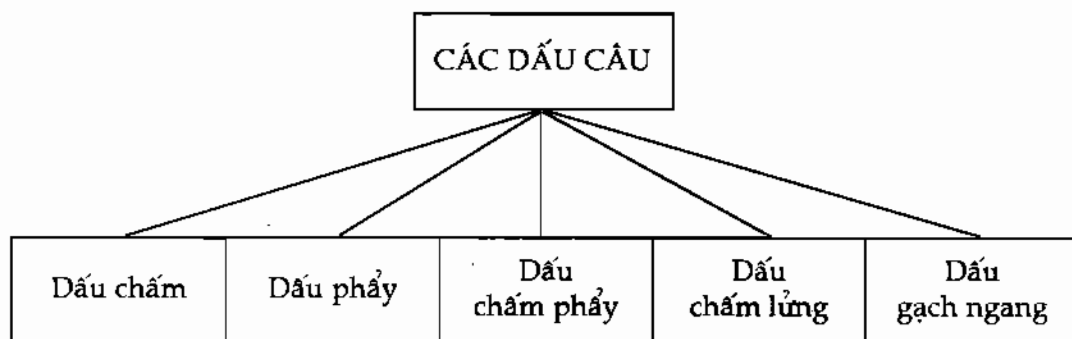 CÁC DẤU CÂU
Dấu chấm
Dấu phẩy
Dấu
chấm phẩy
Dấu
chấm lửng
Dấu
gạch ngang